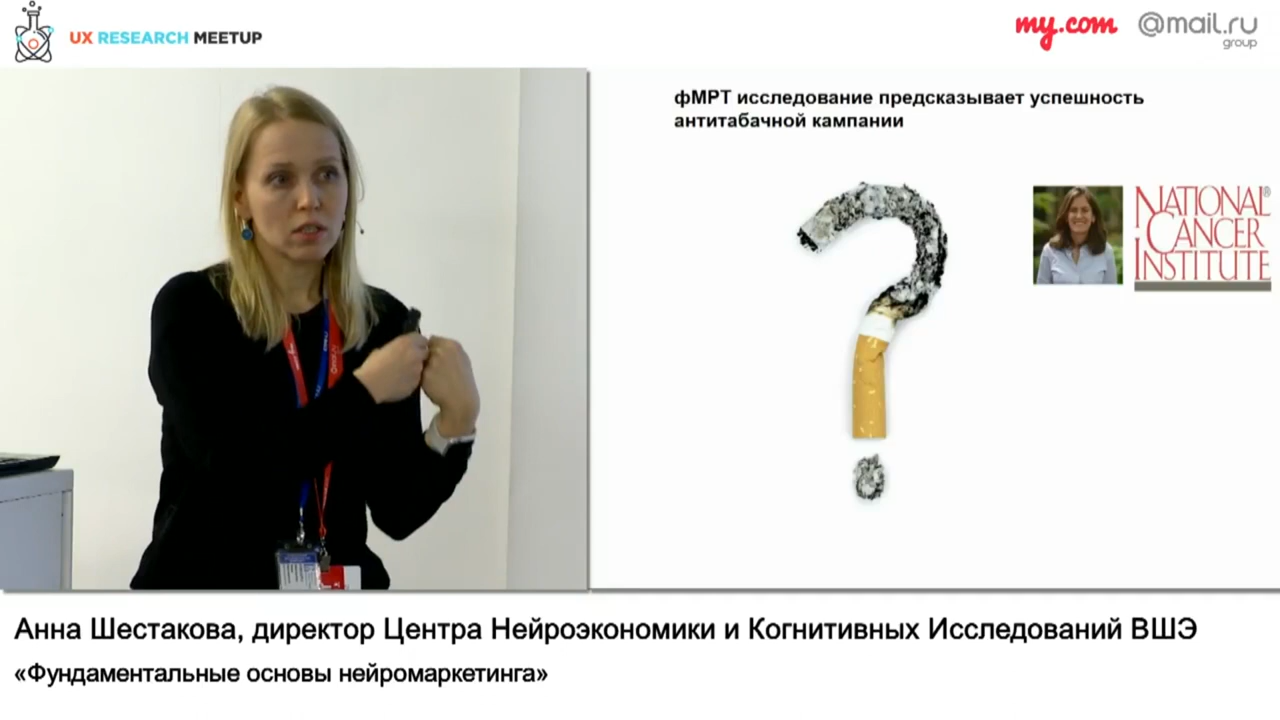 UX RESEARCH MEETUP
my.com @mail.ru
group
фМРТ исследование предсказывает успешность
антитабачной кампании
NATIONAL®
CANCER
INSTITUTE
Анна Шестакова, директор Центра Нейроэкономики и Когнитивных Исследований ВШЭ
«Фундаментальные основы нейромаркетинга»